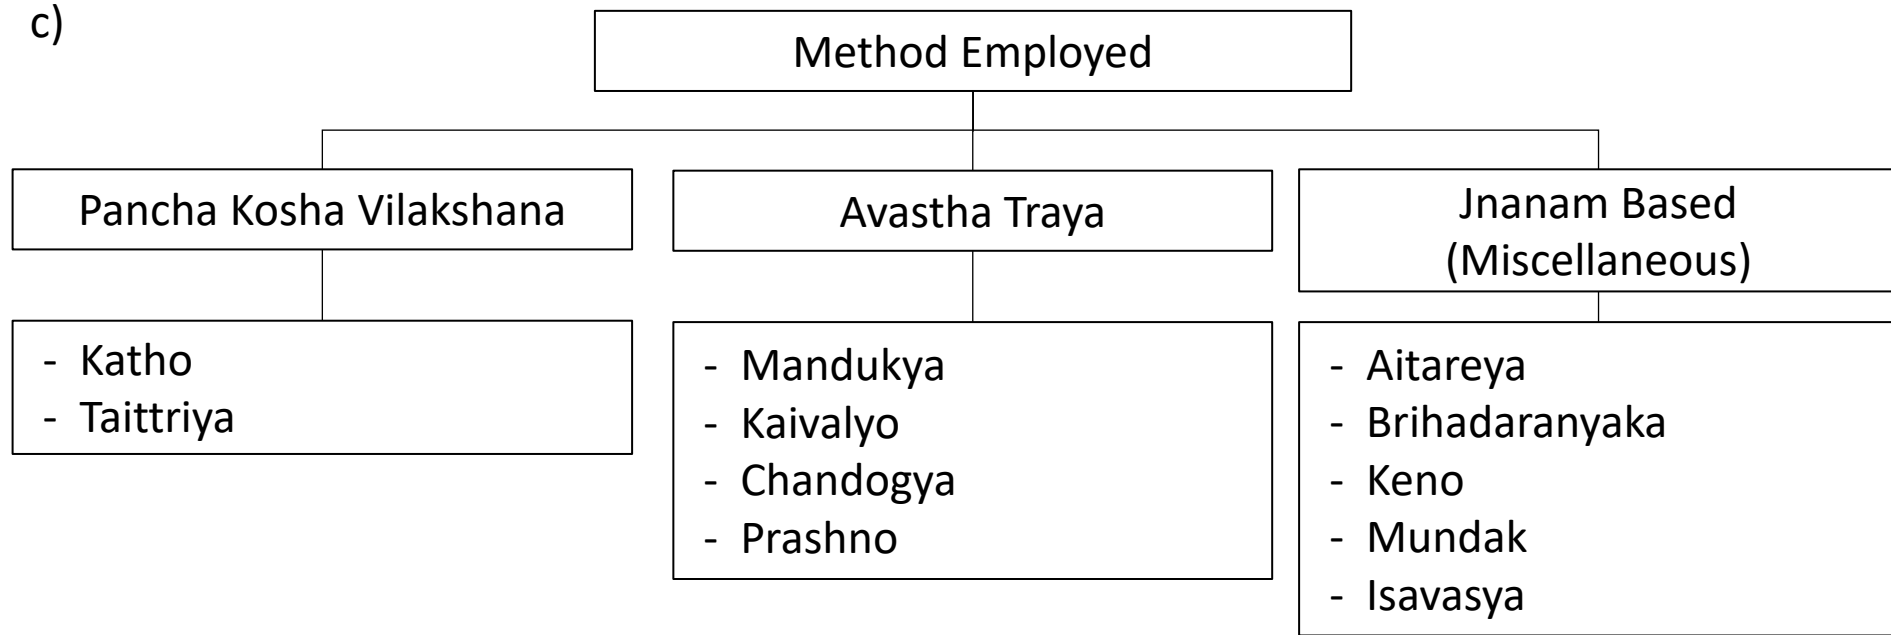 c)
Method Employed
Pancha Kosha Vilakshana
Avastha Traya
Jnanam Based
(Miscellaneous)
- Katho
- Taittriya
- Mandukya
- Kaivalyo
- Chandogya
- Prashno
- Aitareya
- Brihadaranyaka
- Keno
- Mundak
- Isavasya